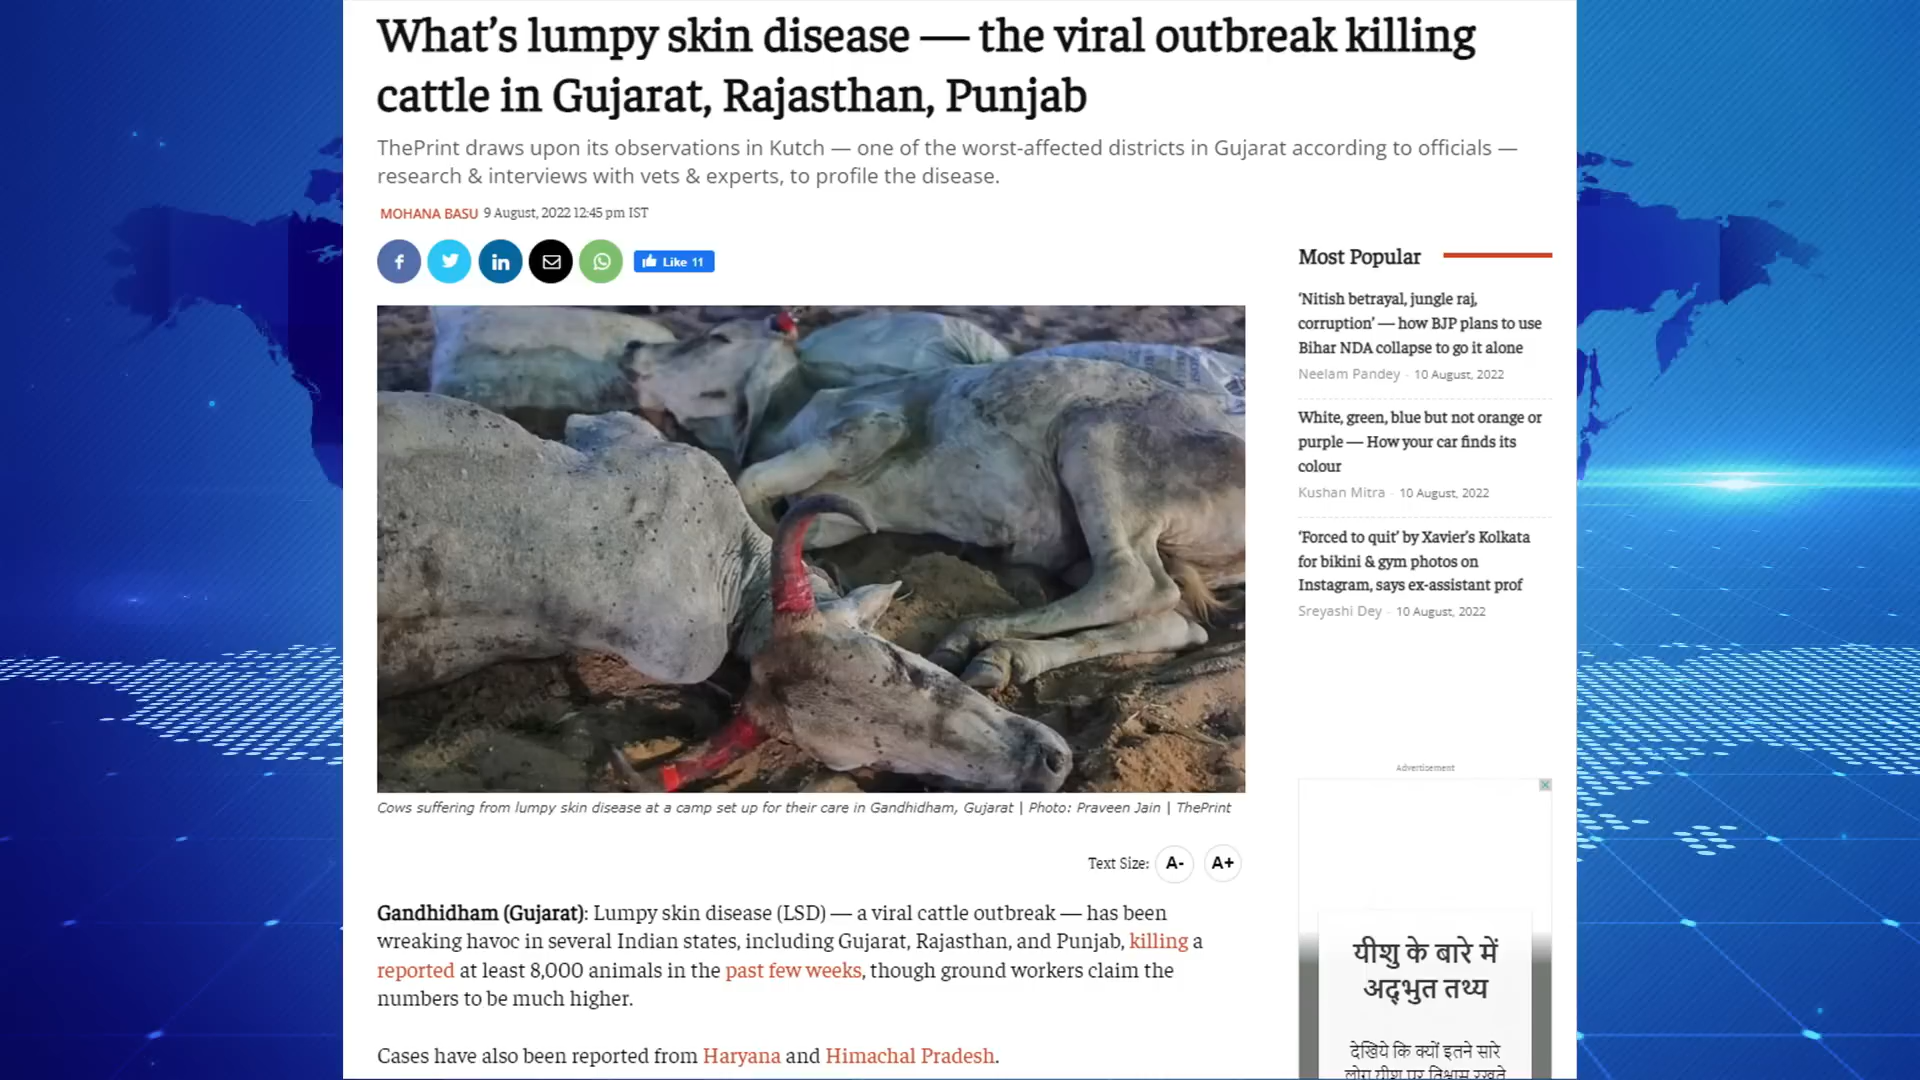 What's lumpy skin disease — the viral outbreak killing
cattle in Gujarat, Rajasthan, Punjab
ThePrint draws upon its observations in Kutch — one of the worst-affected districts in Gujarat according to officials —
research & interviews with vets & experts, to profile the disease.
MOHANA BASU 9 August, 2022 12:45 pm IST
Like 11
Cows suffering from lumpy skin disease at a camp set up for their care in Gandhidham, Gujarat | Photo: Praveen Jain | ThePrint
Text Size: A- A+
Gandhidham (Gujarat): Lumpy skin disease (LSD) — a viral cattle outbreak — has been
wreaking havoc in several Indian states, including Gujarat, Rajasthan, and Punjab, killing a
reported at least 8,000 animals in the past few weeks, though ground workers claim the
numbers to be much higher.
Cases have also been reported from Haryana and Himachal Pradesh.
Most Popular
‘Nitish betrayal, jungle raj,
corruption’ — how BJP plans to use
Bihar NDA collapse to go it alone
Neelam Pandey - 10 August, 2022
White, green, blue but not orange or
purple — How your car finds its
colour
Kushan Mitra - 10 August, 2022
‘Forced to quit’ by Xavier’s Kolkata
for bikini & gym photos on
Instagram, says ex-assistant prof
Sreyashi Dey - 10 August, 2022
Advertisement
यीशु के बारे में
अद्भुत तथ्य
देखिये कि क्यों इतने सारे
लोग यीशु पर विश्वास रखते